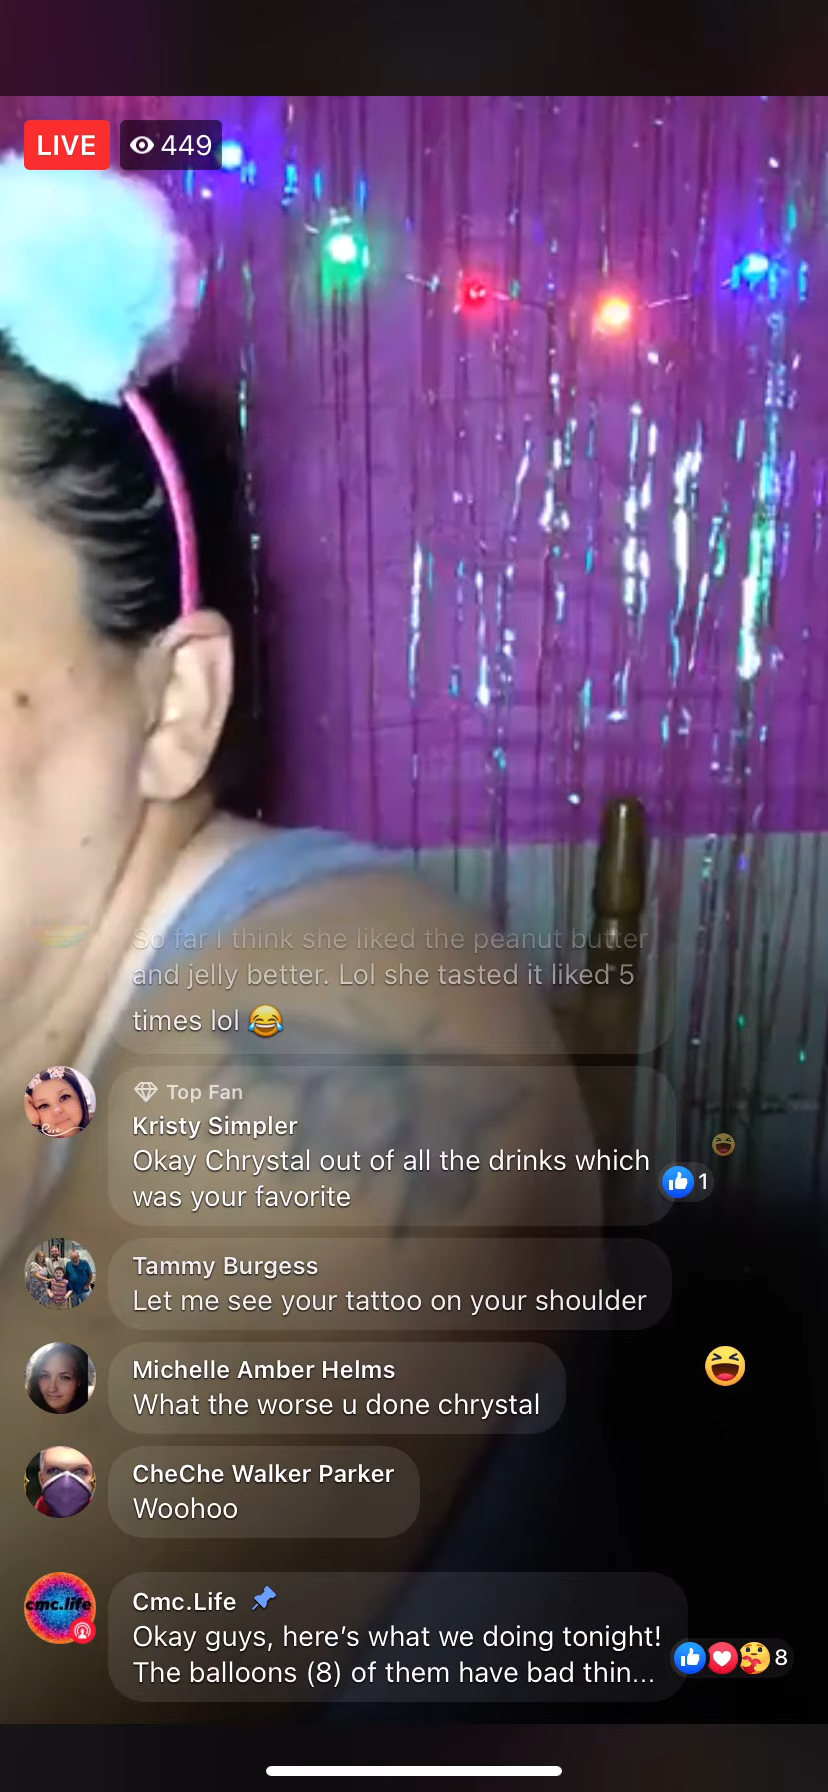 LIVE
449
So far I think she liked the peanut butter
and jelly better. Lol she tasted it liked 5
times lol 😂
Top Fan
Kristy Simpler
Okay Chrystal out of all the drinks which
was your favorite
1
Tammy Burgess
Let me see your tattoo on your shoulder
Michelle Amber Helms
What the worse u done chrystal
CheChe Walker Parker
Woohoo
cmc.life
Cmc.Life
Okay guys, here's what we doing tonight!
The balloons (8) of them have bad thin...
8